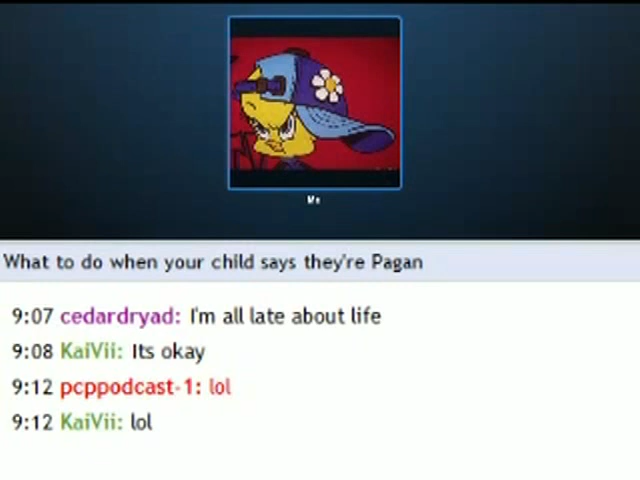 Me
What to do when your child says they're Pagan
9:07 cedardryad: I'm all late about life
9:08 KaiVii: Its okay
9:12 pcppodcast-1: lol
9:12 KaiVii: lol